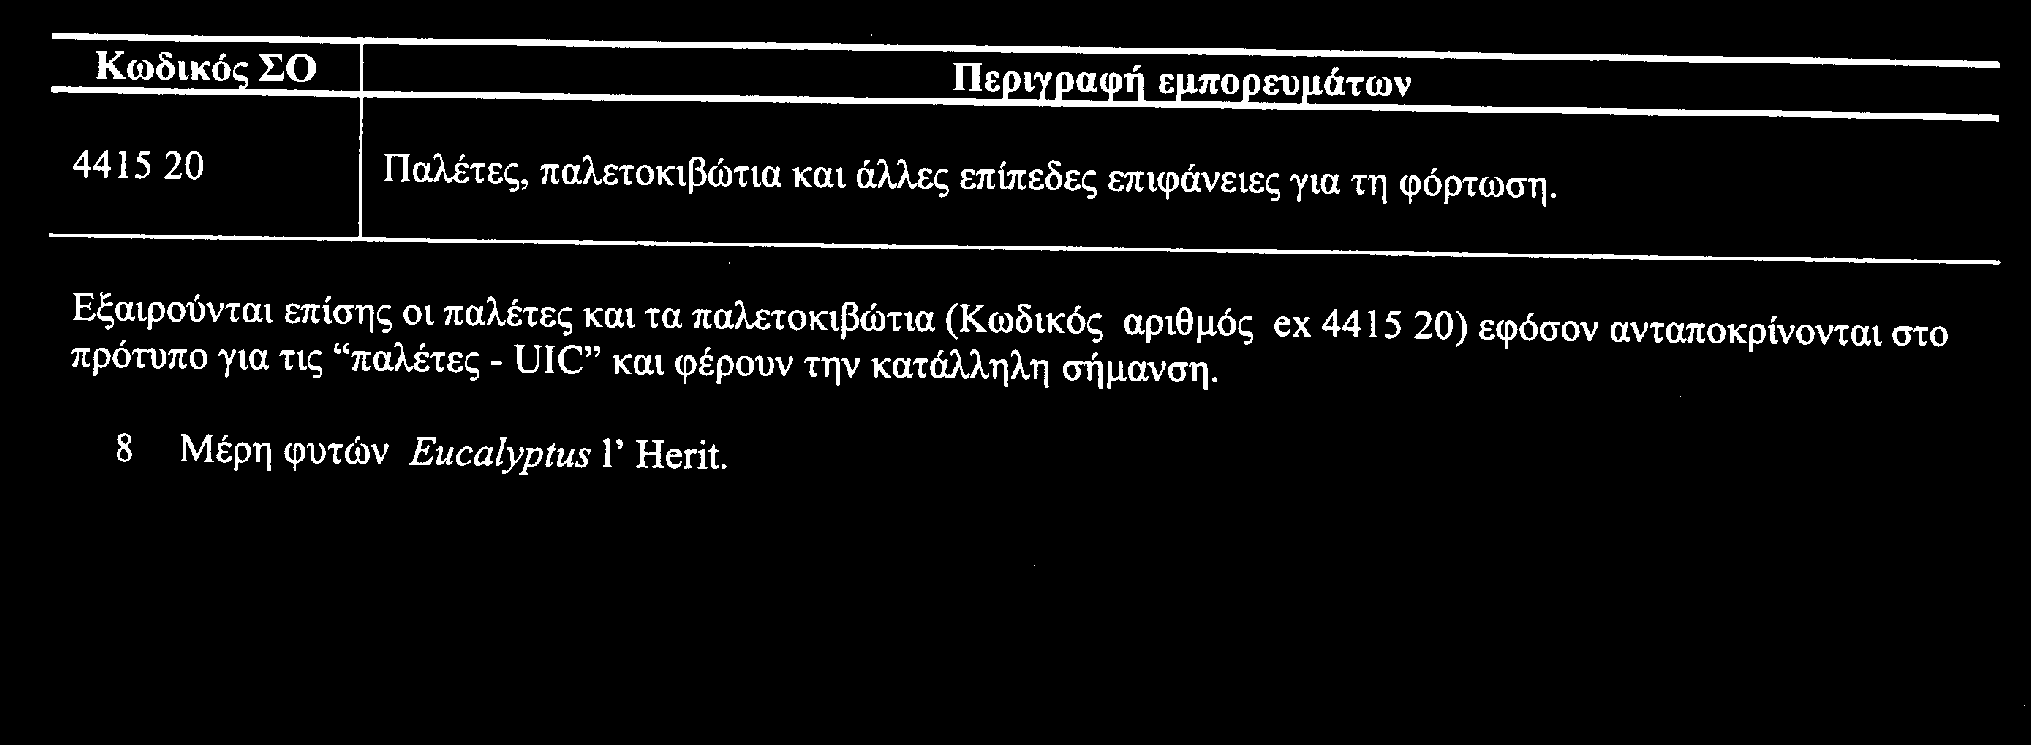 Κωδικός ΣΟ Περιγραφή εμπορευμάτων
4415 20 Παλέτες, παλετοκιβώτια και άλλες επίπεδες επιφάνειες για τη φόρτωση.
Εξαιρούνται επίσης οι παλέτες και τα παλετοκιβώτια (Κωδικός αριθμός ex 4415 20) εφόσον ανταποκρίνονται στο
πρότυπο για τις “παλέτες - UIC” και φέρουν την κατάλληλη σήμανση.
8 Μέρη φυτών Eucalyptus l’ Herit.